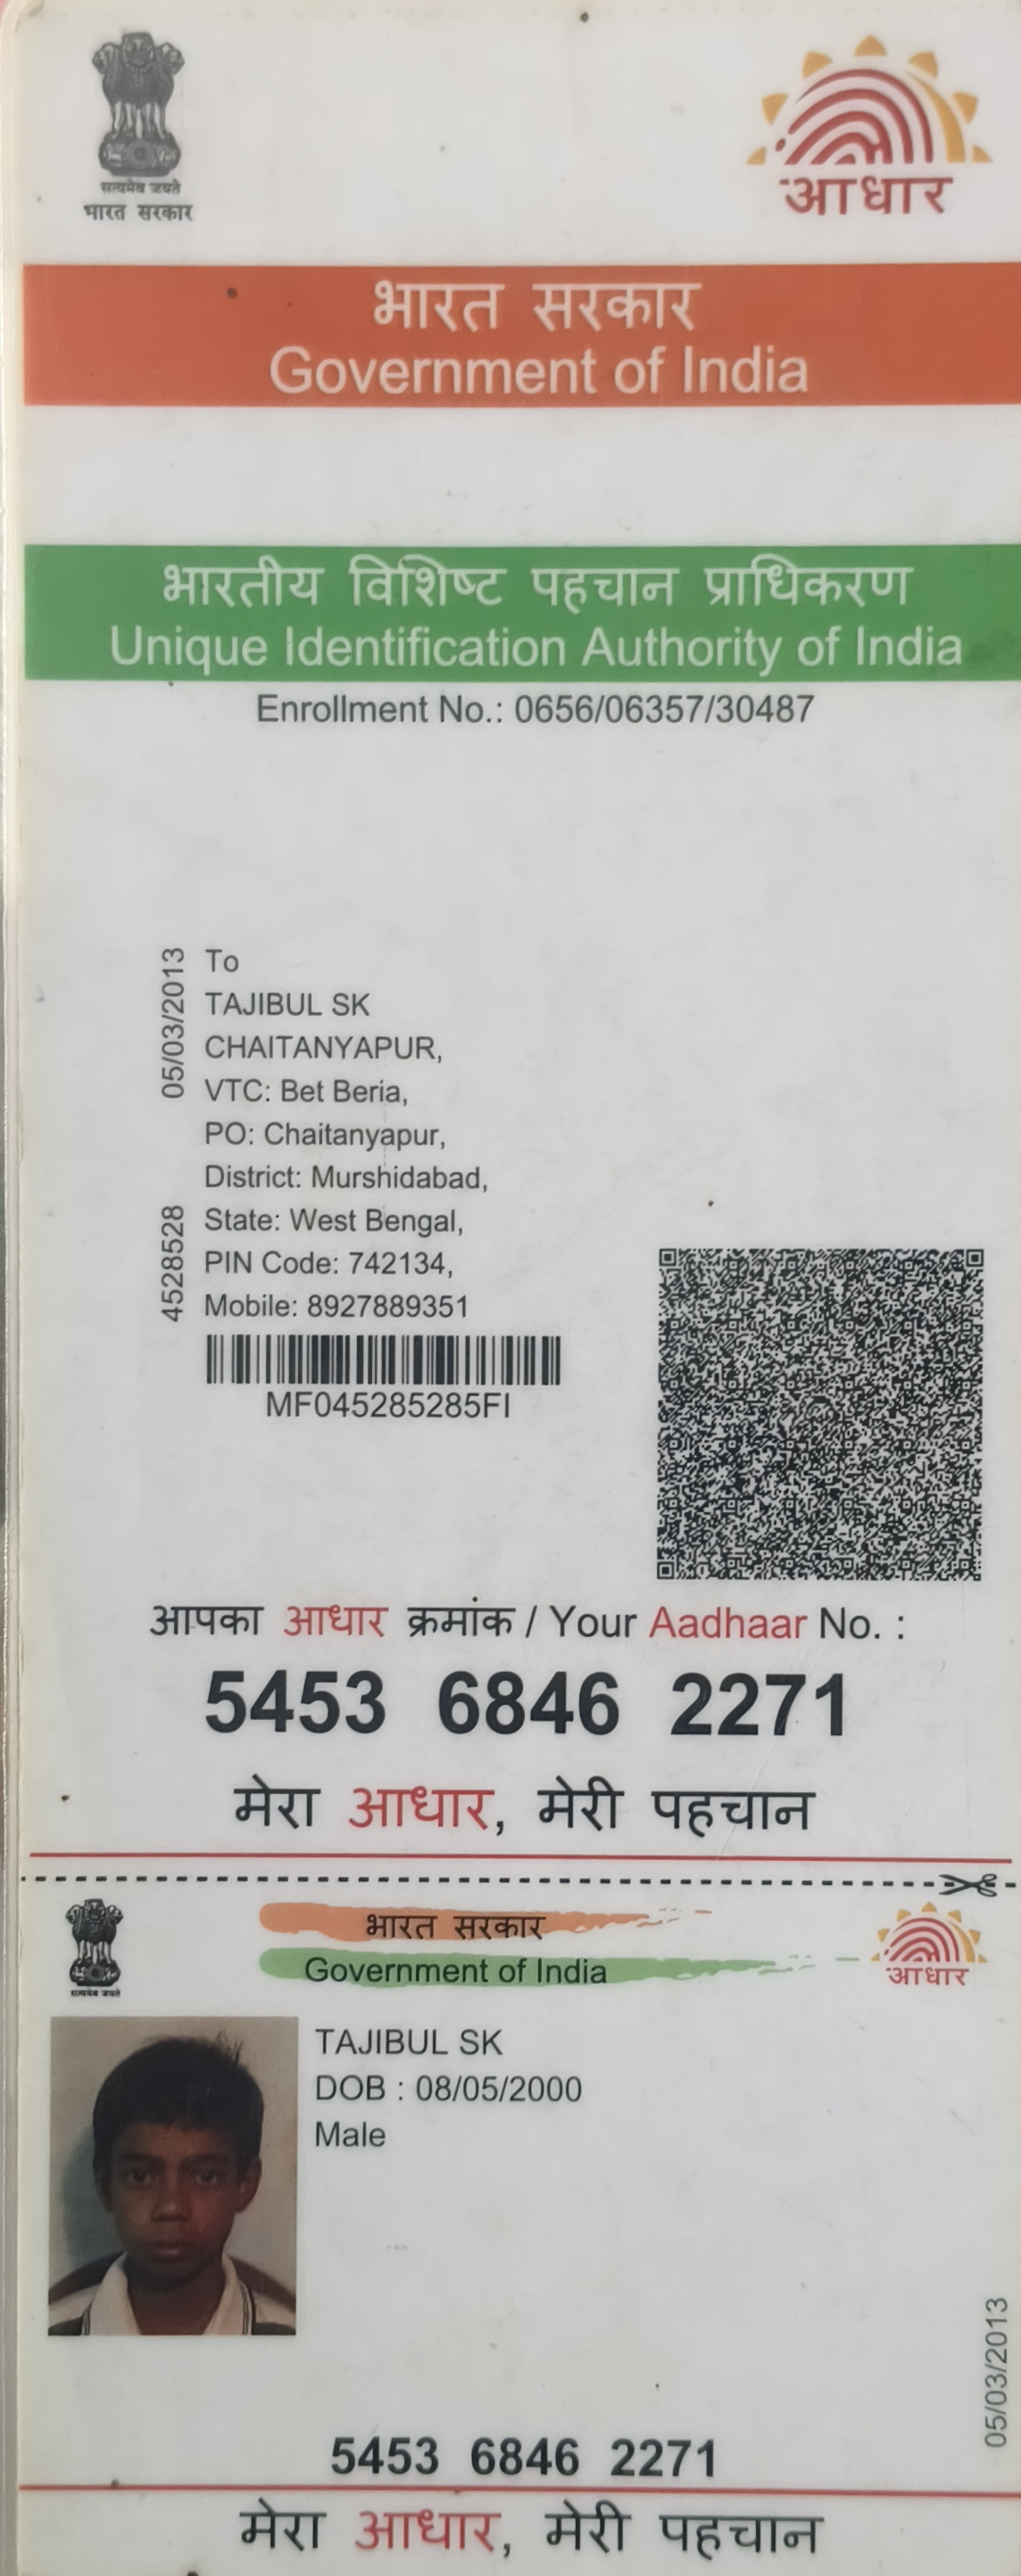 सत्यमेव जयते
भारत सरकार
आधार
भारत सरकार
Government of India
भारतीय विशिष्ट पहचान प्राधिकरण
Unique Identification Authority of India
Enrollment No.: 0656/06357/30487
05/03/2013
4528528
To
TAJIBUL SK
CHAITANYAPUR,
VTC: Bet Beria,
PO: Chaitanyapur,
District: Murshidabad,
State: West Bengal,
PIN Code: 742134,
Mobile: 8927889351
MF045285285FI
आपका आधार क्रमांक / Your Aadhaar No. :
5453 6846 2271
मेरा आधार, मेरी पहचान
सत्यमेव जयते
भारत सरकार
Government of India
आधार
TAJIBUL SK
DOB : 08/05/2000
Male
05/03/2013
5453 6846 2271
मेरा आधार, मेरी पहचान